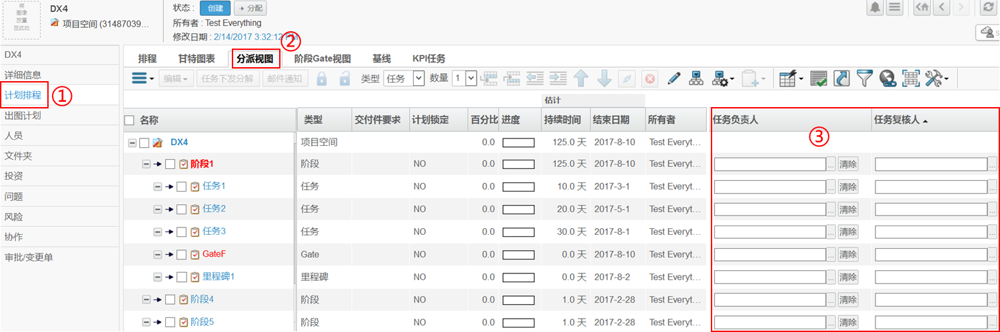 将
图像
放置
在此处
DX4
项目空间 (31487039...
状态 : 创建 分配
所有者 : Test Everything
修改日期 : 2/14/2017 3:32:12 PM
②
DX4
详细信息
计划排程 ①
出图计划
人员
文件夹
投资
问题
风险
协作
审批/变更单
排程 甘特图表 分派视图 阶段Gate视图 基线 KPI任务
编辑 任务下发分解 邮件通知 类型 任务 数量 1
估计
名称 类型 交付件要求 计划锁定 百分比 进度 持续时间 结束日期 所有者 任务负责人 任务复核人
③
DX4 项目空间 0.0 125.0 天 2017-8-10 Test Everyt...
阶段1 阶段 NO 0.0 125.0 天 2017-8-10 Test Everyt... ... 清除 ...
任务1 任务 NO 0.0 10.0 天 2017-3-1 Test Everyt... ... 清除 ...
任务2 任务 NO 0.0 20.0 天 2017-5-1 Test Everyt... ... 清除 ...
任务3 任务 NO 0.0 30.0 天 2017-8-1 Test Everyt... ... 清除 ...
GateF Gate NO 0.0 0.0 天 2017-8-10 Test Everyt... ... 清除 ...
里程碑1 里程碑 NO 0.0 0.0 天 2017-8-2 Test Everyt... ... 清除 ...
阶段4 阶段 NO 0.0 1.0 天 2017-2-28 Test Everyt... ... 清除 ...
阶段5 阶段 NO 0.0 1.0 天 2017-2-28 Test Everyt... ... 清除 ...